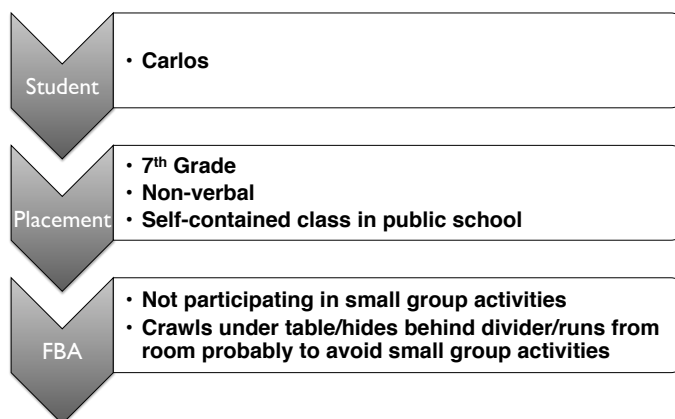 Student
• Carlos
Placement
• 7th Grade
• Non-verbal
• Self-contained class in public school
FBA
• Not participating in small group activities
• Crawls under table/hides behind divider/runs from
room probably to avoid small group activities